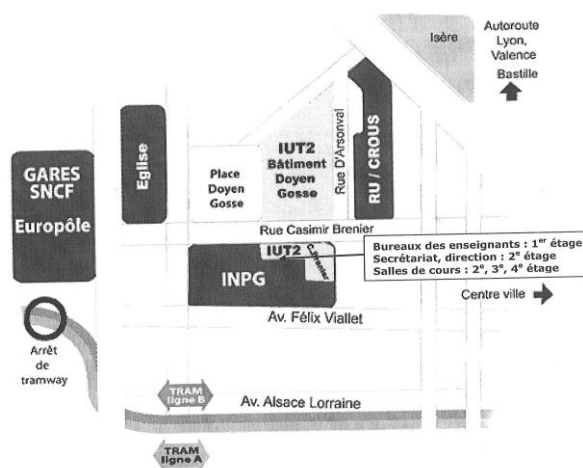 Isère
Autoroute
Lyon,
Valence
Bastille
GARES
SNCF
Europôle
Eglise
Place
Doyen
Gosse
IUT2
Bâtiment
Doyen
Gosse
Rue D'Arsonval
RU / CROUS
Rue Casimir Brenier
IUT2
INPG
Bureaux des enseignants : 1er étage
Secrétariat, direction : 2e étage
Salles de cours : 2e, 3e, 4e étage
Centre ville
Av. Félix Viallet
Arrêt
de
tramway
TRAM
ligne B
Av. Alsace Lorraine
TRAM
ligne A